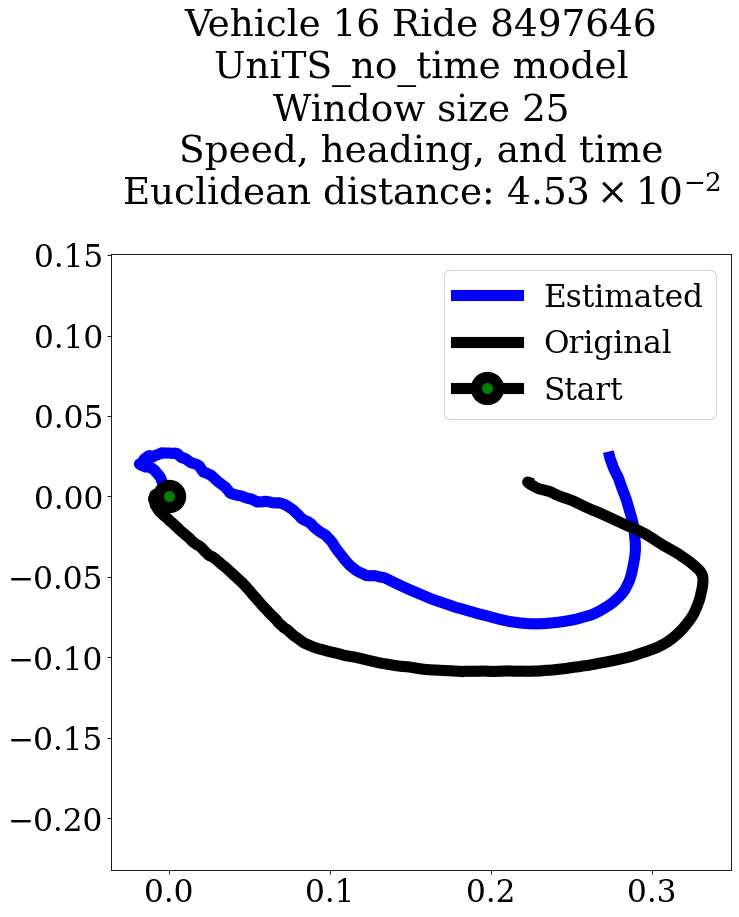 Vehicle 16 Ride 8497646
UniTS_no_time model
Window size 25
Speed, heading, and time
Euclidean distance: 4.53 × 10⁻²
0.15
Estimated
0.10
Original
0.05
Start
0.00
−0.05
−0.10
−0.15
−0.20
0.0 0.1 0.2 0.3